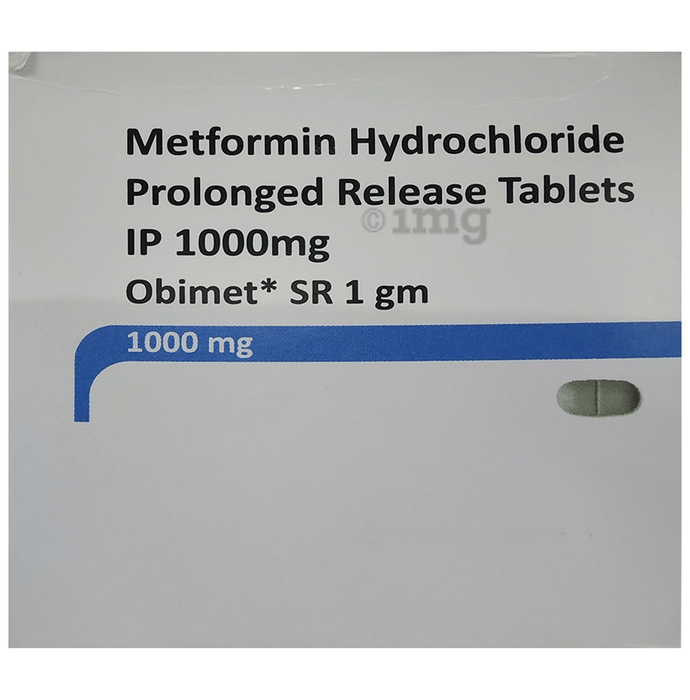 Metformin Hydrochloride
Prolonged Release Tablets
©1mg
IP 1000mg
Obimet* SR 1 gm
1000 mg